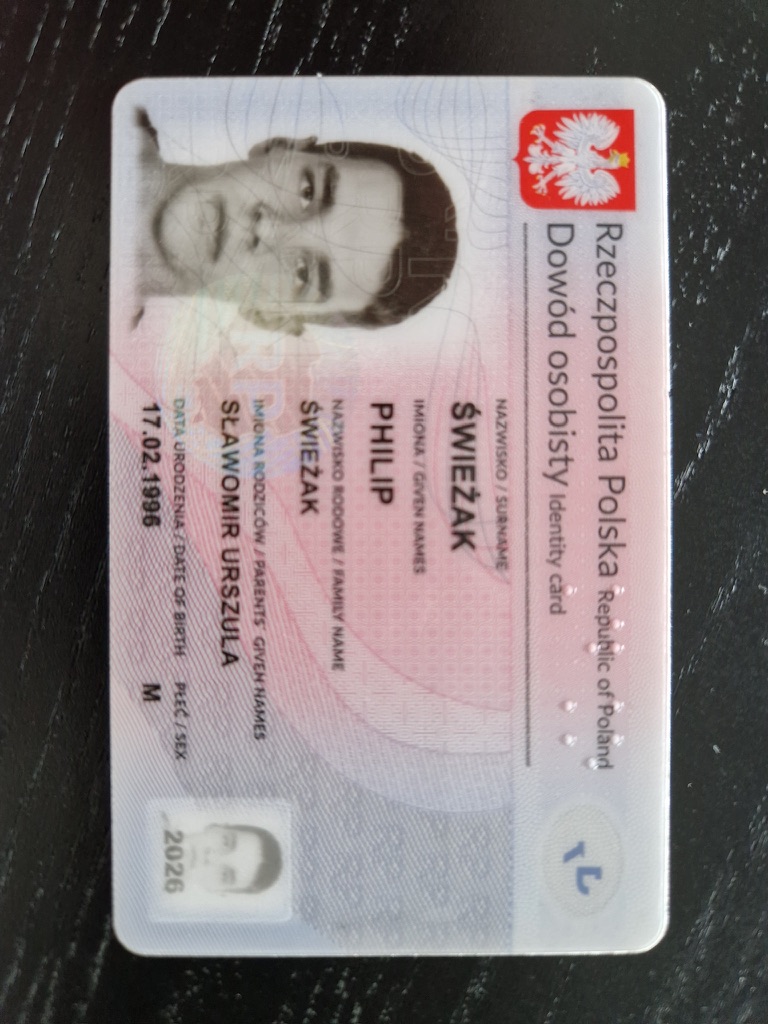 Rzeczpospolita Polska Republic of Poland
Dowód osobisty Identity card
NAZWISKO / SURNAME
ŚWIEŻAK
IMIONA / GIVEN NAMES
PHILIP
NAZWISKO RODOWE / FAMILY NAME
ŚWIEŻAK
IMIONA RODZICÓW / PARENTS' GIVEN NAMES
SŁAWOMIR URSZULA
DATA URODZENIA / DATE OF BIRTH PŁEĆ / SEX
17.02.1996 M
2026